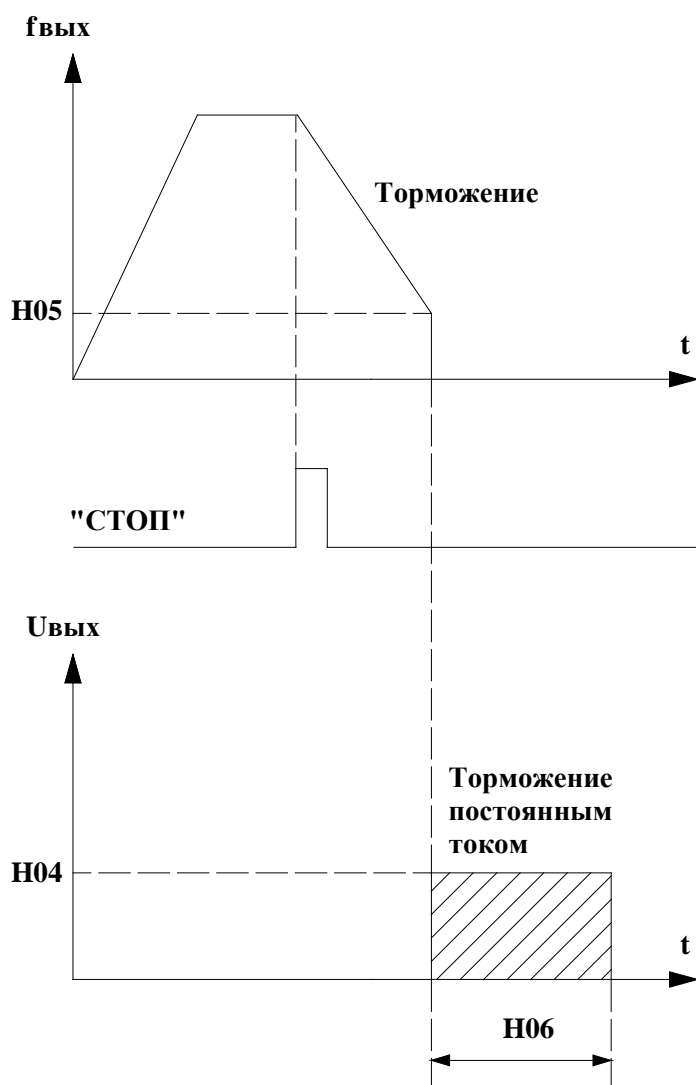 fвых
Торможение
H05
t
"СТОП"
Uвых
Торможение
постоянным
током
H04
t
H06